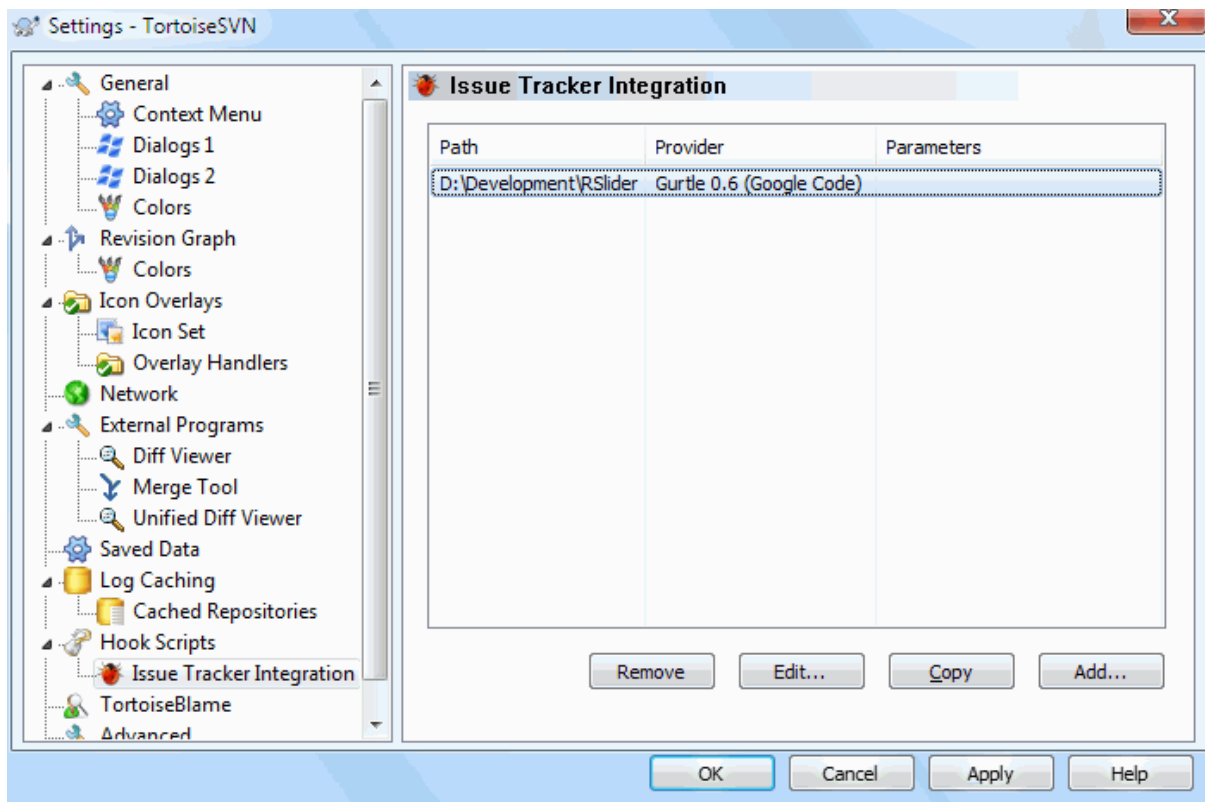 Settings - TortoiseSVN
General
Context Menu
Dialogs 1
Dialogs 2
Colors
Revision Graph
Colors
Icon Overlays
Icon Set
Overlay Handlers
Network
External Programs
Diff Viewer
Merge Tool
Unified Diff Viewer
Saved Data
Log Caching
Cached Repositories
Hook Scripts
Issue Tracker Integration
TortoiseBlame
Advanced
Issue Tracker Integration
Path Provider Parameters
D:\Development\RSlider Gurtle 0.6 (Google Code)
Remove Edit... Copy Add...
OK Cancel Apply Help